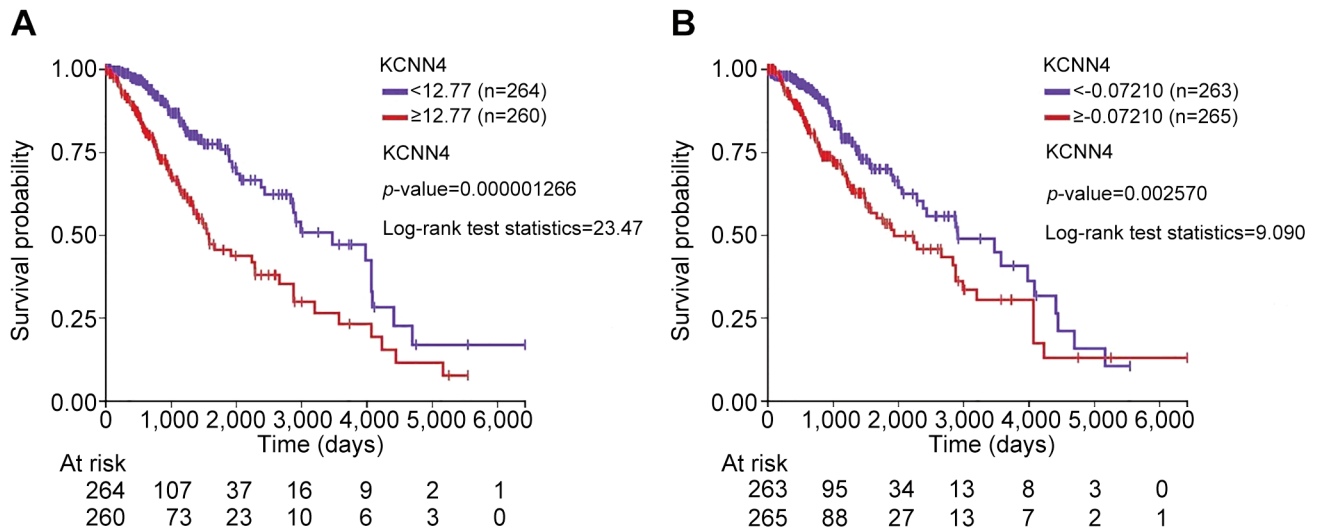 A
KCNN4
<12.77 (n=264)
≥12.77 (n=260)
KCNN4
p-value=0.000001266
Log-rank test statistics=23.47
Survival probability
1.00
0.75
0.50
0.25
0.00
0 1,000 2,000 3,000 4,000 5,000 6,000
Time (days)
At risk
264 107 37 16 9 2 1
260 73 23 10 6 3 0
B
KCNN4
<-0.07210 (n=263)
≥-0.07210 (n=265)
KCNN4
p-value=0.002570
Log-rank test statistics=9.090
Survival probability
1.00
0.75
0.50
0.25
0.00
0 1,000 2,000 3,000 4,000 5,000 6,000
Time (days)
At risk
263 95 34 13 8 3 0
265 88 27 13 7 2 1